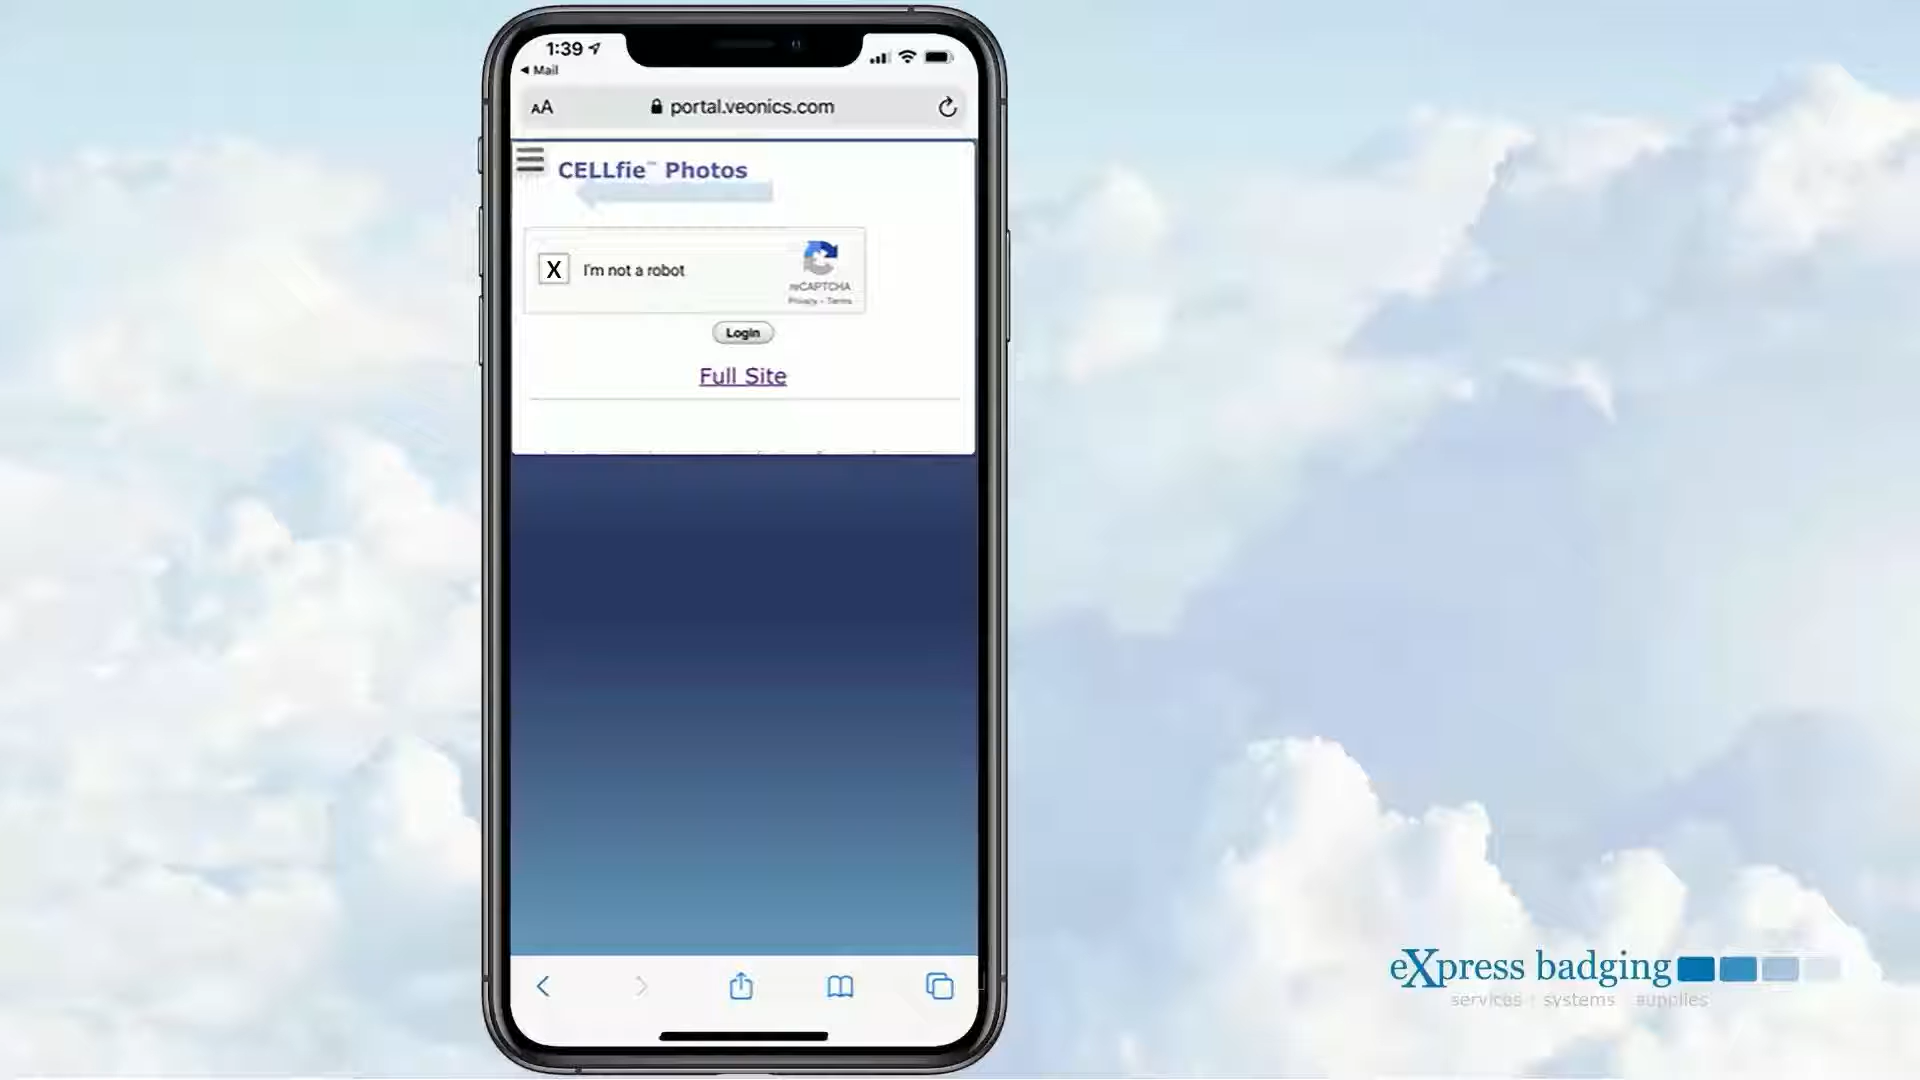 1:39
Mail
AA portal.veonics.com
CELLfie™ Photos
X I'm not a robot
reCAPTCHA
Privacy - Terms
Login
Full Site
eXpress badging
services | systems | supplies